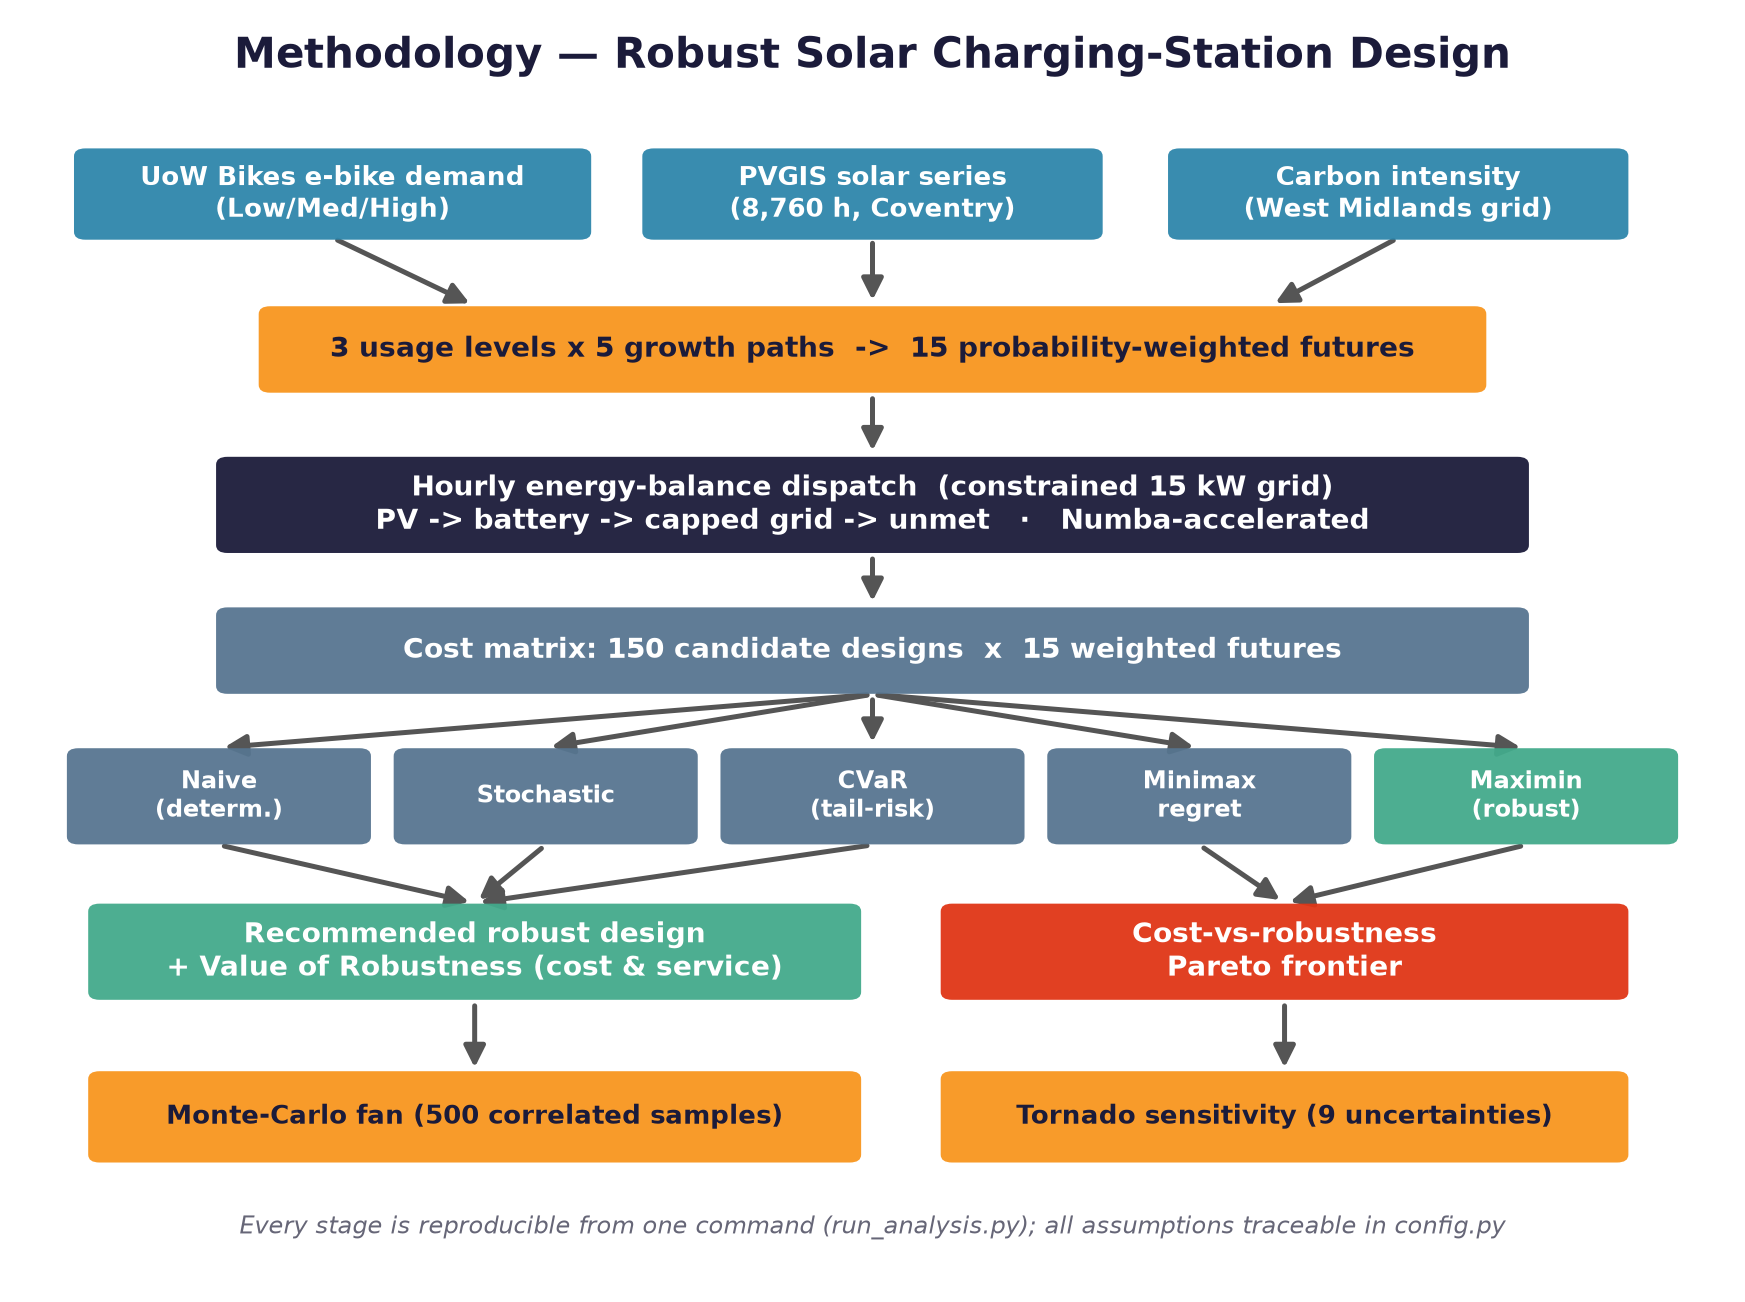 Methodology — Robust Solar Charging-Station Design
UoW Bikes e-bike demand
(Low/Med/High)
PVGIS solar series
(8,760 h, Coventry)
Carbon intensity
(West Midlands grid)
3 usage levels x 5 growth paths -> 15 probability-weighted futures
Hourly energy-balance dispatch (constrained 15 kW grid)
PV -> battery -> capped grid -> unmet · Numba-accelerated
Cost matrix: 150 candidate designs x 15 weighted futures
Naive
(determ.)
Stochastic
CVaR
(tail-risk)
Minimax
regret
Maximin
(robust)
Recommended robust design
+ Value of Robustness (cost & service)
Cost-vs-robustness
Pareto frontier
Monte-Carlo fan (500 correlated samples)
Tornado sensitivity (9 uncertainties)
Every stage is reproducible from one command (run_analysis.py); all assumptions traceable in config.py